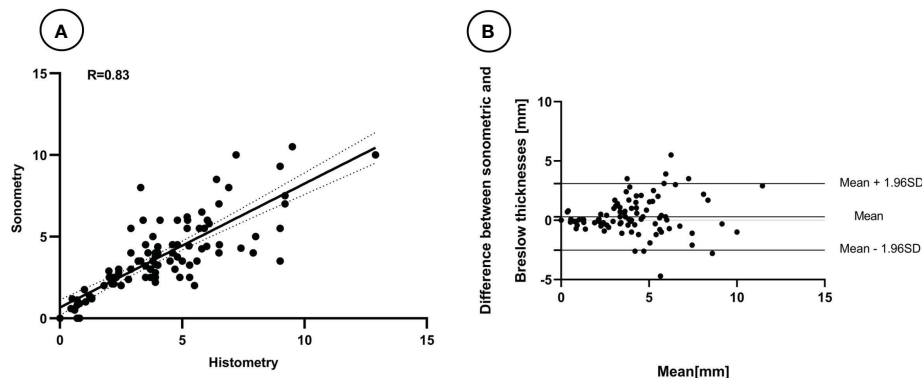 A
R=0.83
15
10
5
0
0
5
10
15
Sonometry
Histometry
B
Difference between sonometric and
Breslow thicknesses [mm]
10
5
0
-5
0
5
10
15
Mean + 1.96SD
Mean
Mean - 1.96SD
Mean[mm]